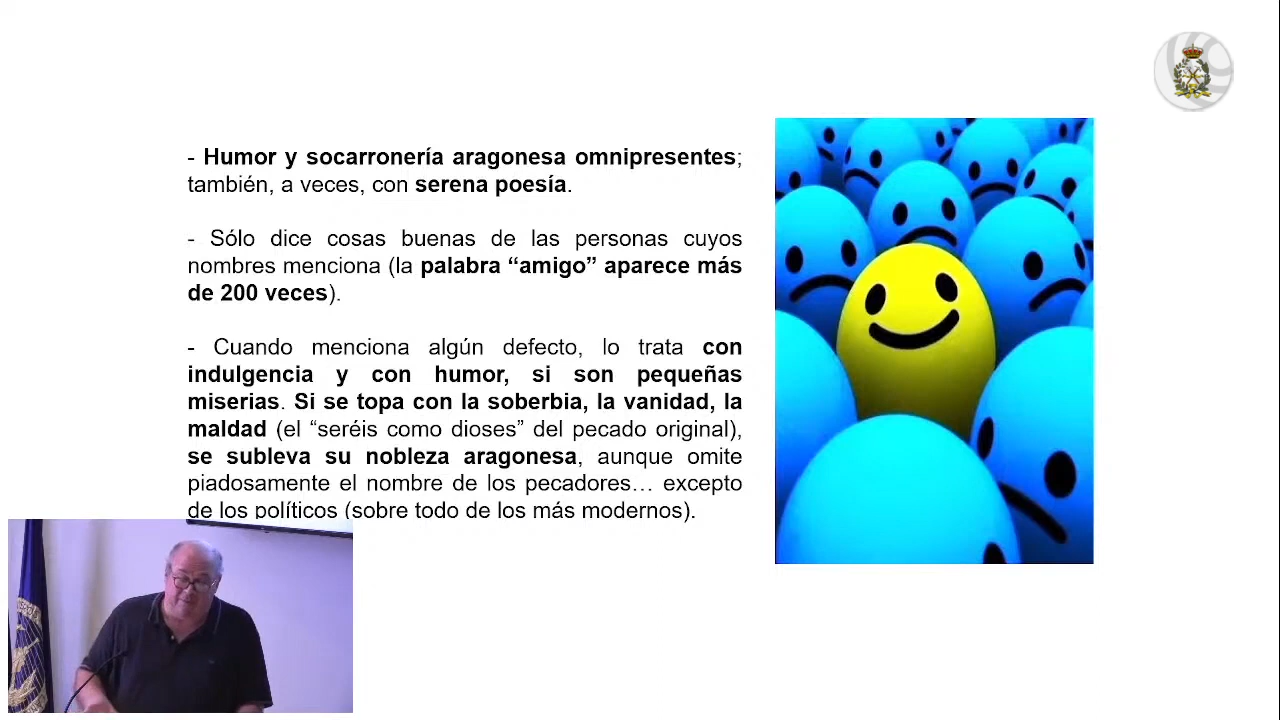 - Humor y socarronería aragonesa omnipresentes;
también, a veces, con serena poesía.
- Sólo dice cosas buenas de las personas cuyos
nombres menciona (la palabra “amigo” aparece más
de 200 veces).
- Cuando menciona algún defecto, lo trata con
indulgencia y con humor, si son pequeñas
miserias. Si se topa con la soberbia, la vanidad, la
maldad (el “seréis como dioses” del pecado original),
se subleva su nobleza aragonesa, aunque omite
piadosamente el nombre de los pecadores… excepto
de los políticos (sobre todo de los más modernos).